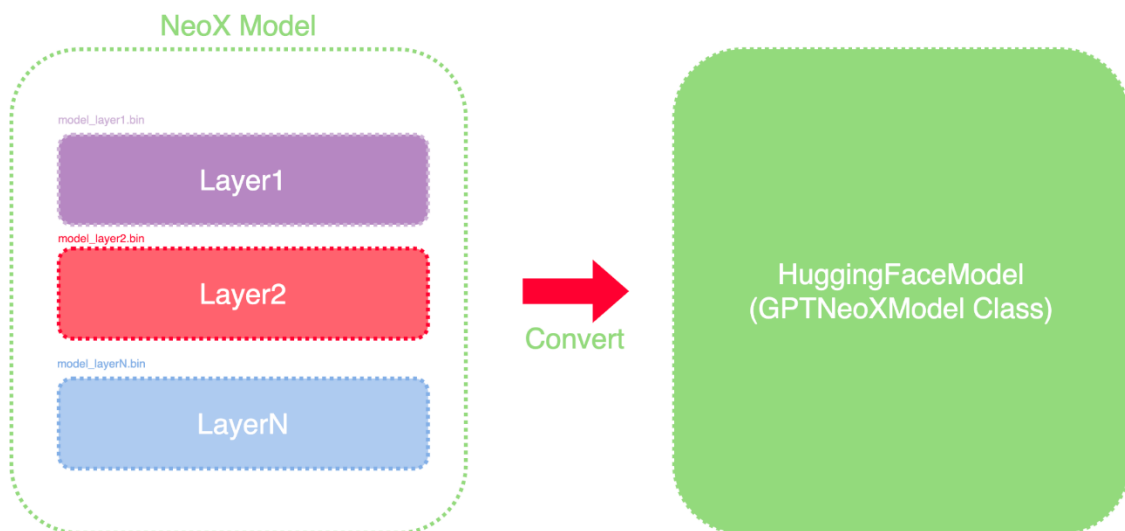 NeoX Model
model_layer1.bin
Layer1
model_layer2.bin
Layer2
model_layerN.bin
LayerN
Convert
HuggingFaceModel
(GPTNeoXModel Class)